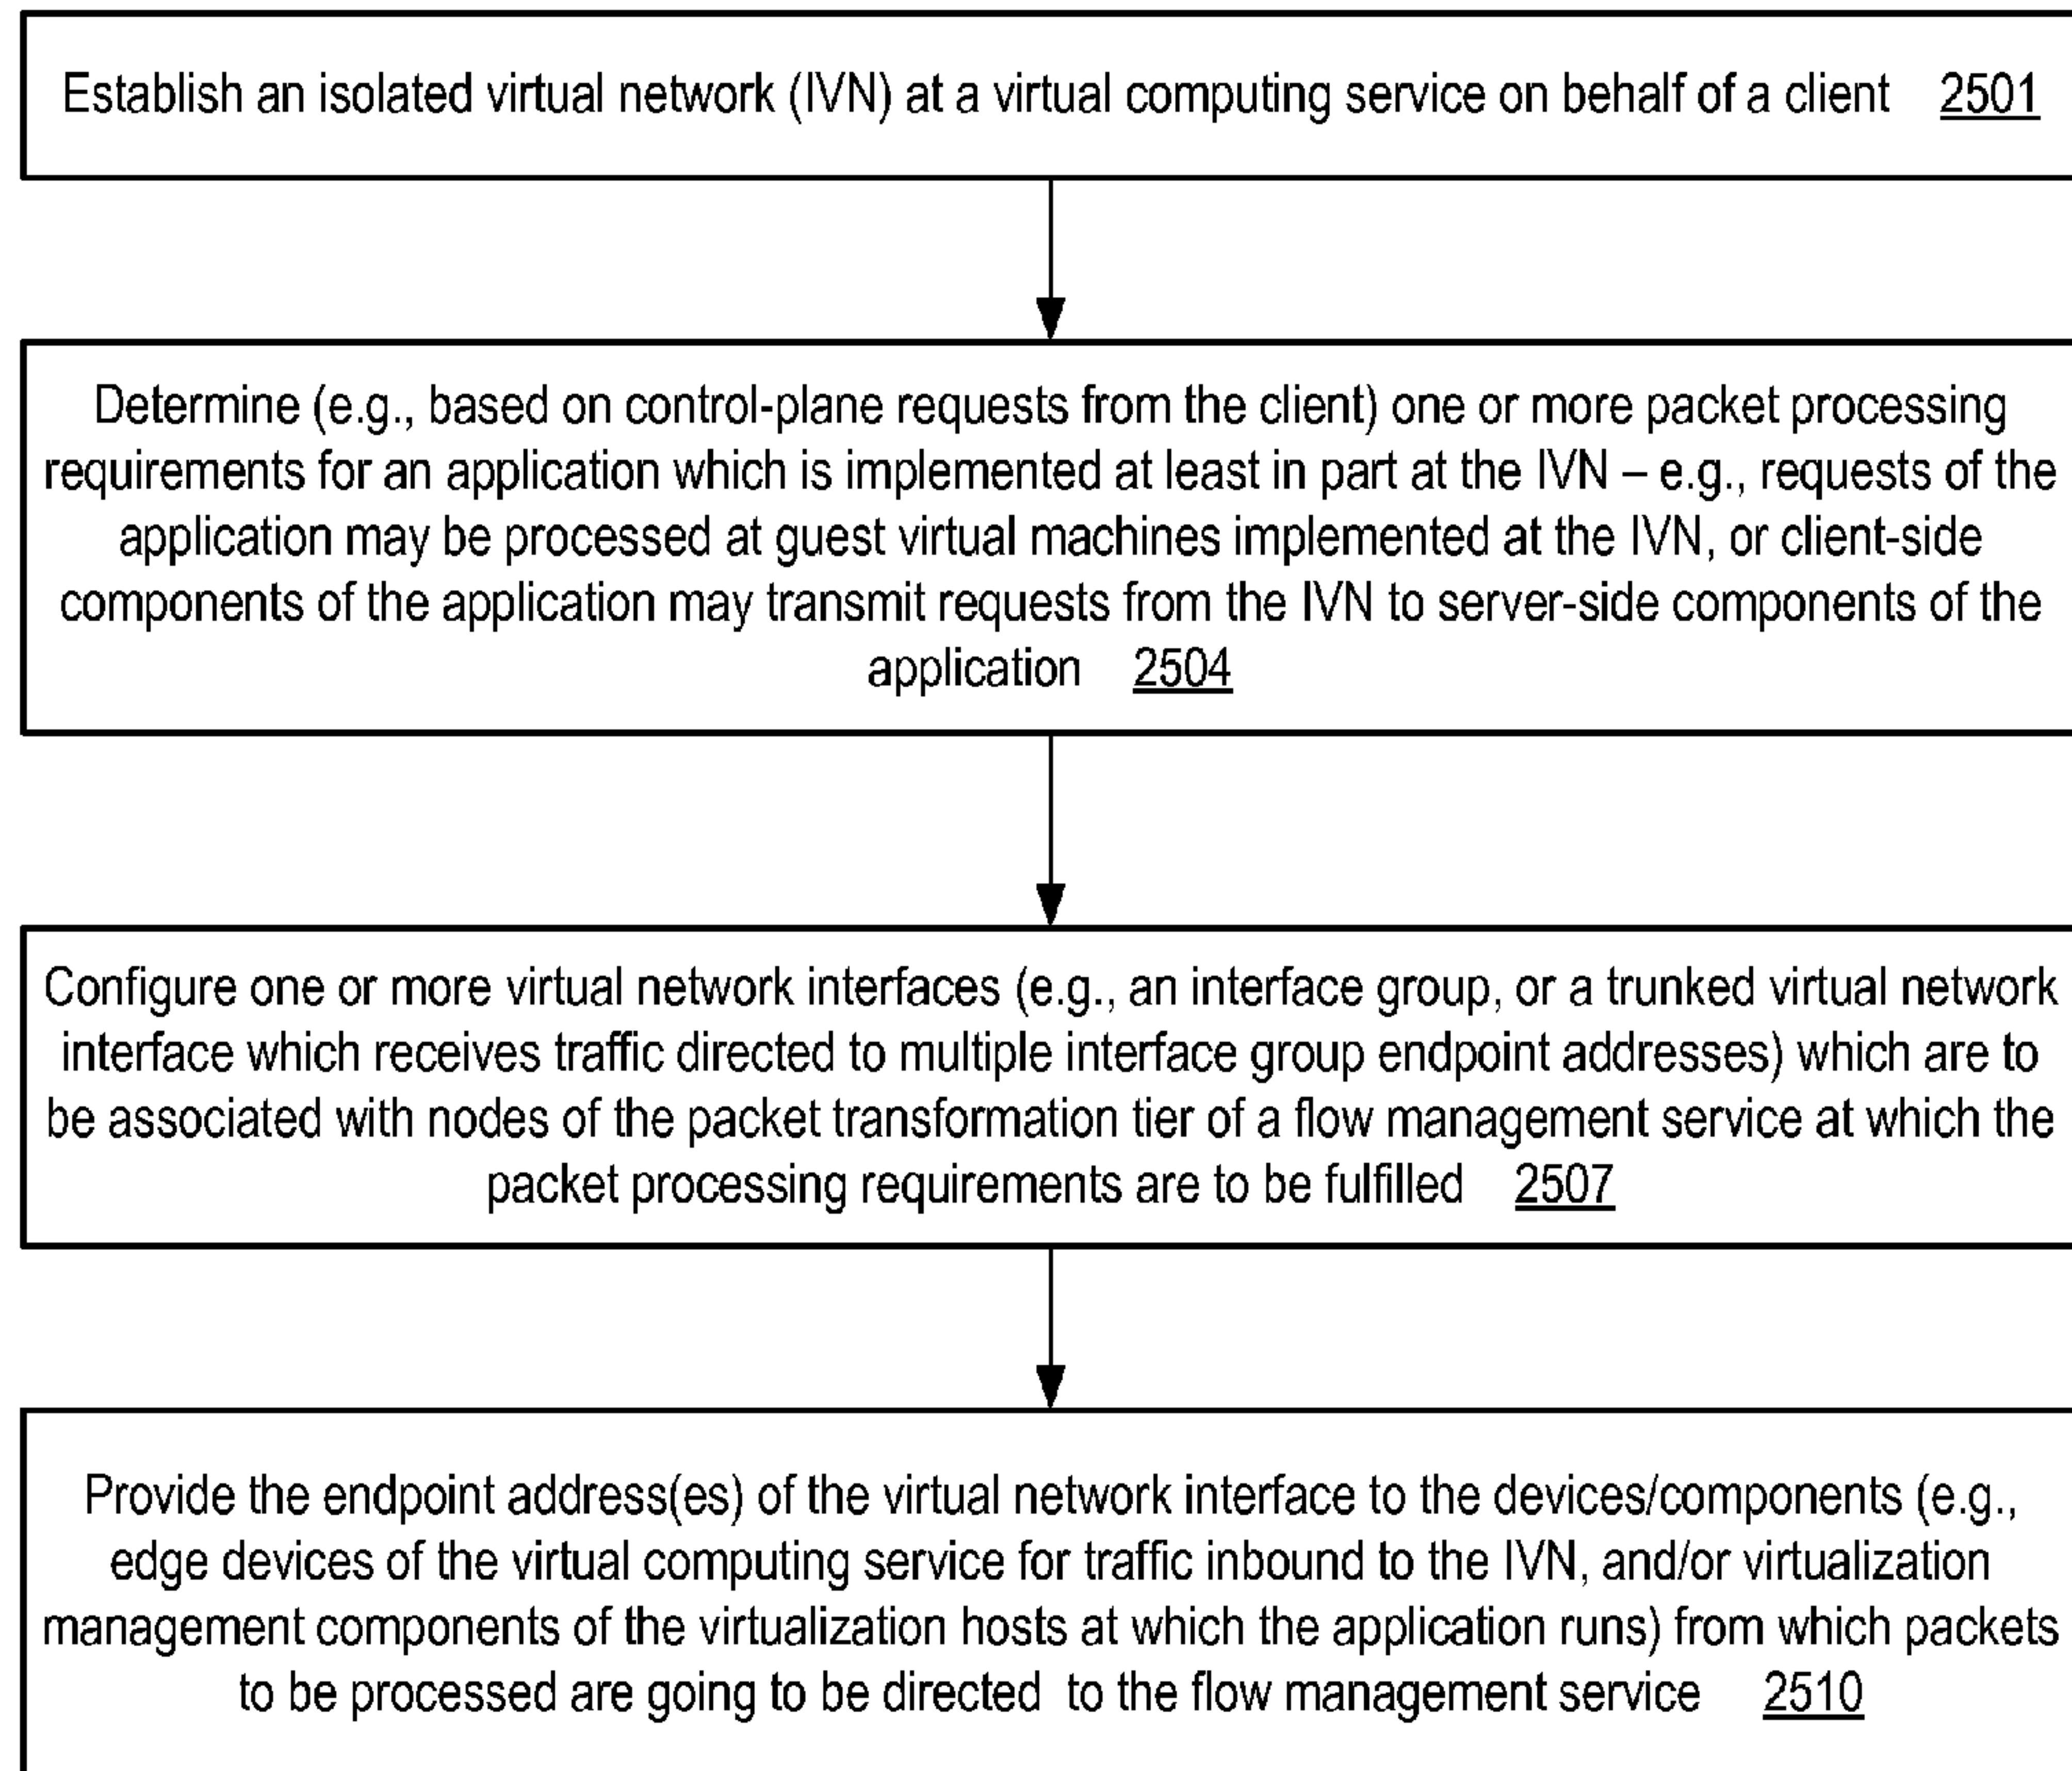 Establish an isolated virtual network (IVN) at a virtual computing service on behalf of a client 2501
Determine (e.g., based on control-plane requests from the client) one or more packet processing
requirements for an application which is implemented at least in part at the IVN – e.g., requests of the
application may be processed at guest virtual machines implemented at the IVN, or client-side
components of the application may transmit requests from the IVN to server-side components of the
application 2504
Configure one or more virtual network interfaces (e.g., an interface group, or a trunked virtual network
interface which receives traffic directed to multiple interface group endpoint addresses) which are to
be associated with nodes of the packet transformation tier of a flow management service at which the
packet processing requirements are to be fulfilled 2507
Provide the endpoint address(es) of the virtual network interface to the devices/components (e.g.,
edge devices of the virtual computing service for traffic inbound to the IVN, and/or virtualization
management components of the virtualization hosts at which the application runs) from which packets
to be processed are going to be directed to the flow management service 2510